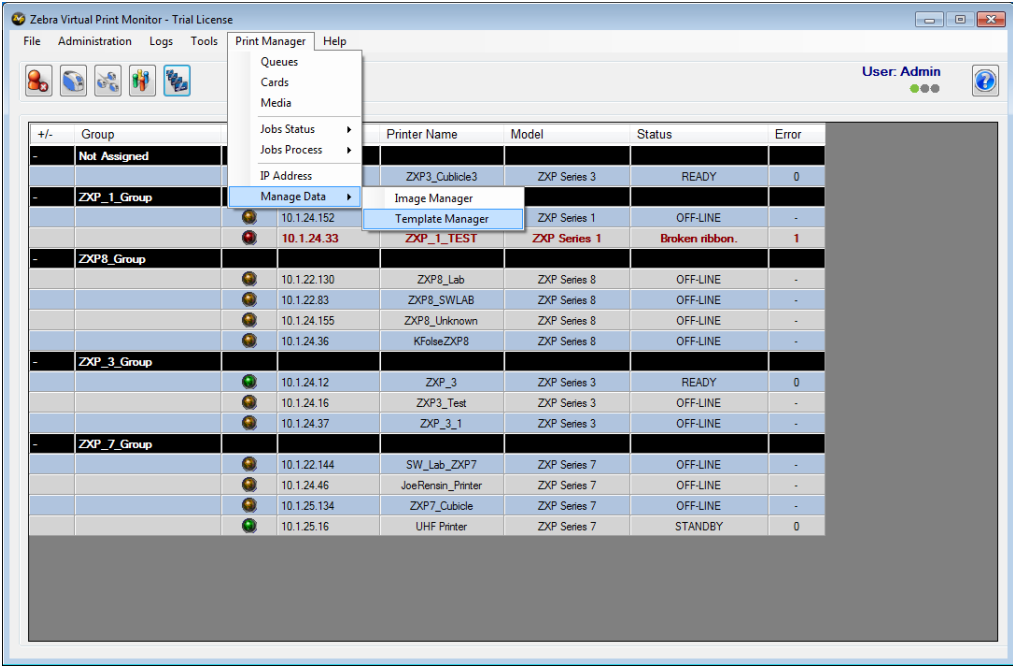 Zebra Virtual Print Monitor - Trial License
File Administration Logs Tools Print Manager Help
Queues
Cards
Media
Jobs Status
Jobs Process
IP Address
Manage Data
Image Manager
Template Manager
User: Admin
+/- Group Printer Name Model Status Error
- Not Assigned
ZXP3_Cublicle3 ZXP Series 3 READY 0
- ZXP_1_Group
10.1.24.152 ZXP Series 1 OFF-LINE -
10.1.24.33 ZXP_1_TEST ZXP Series 1 Broken ribbon. 1
- ZXP8_Group
10.1.22.130 ZXP8_Lab ZXP Series 8 OFF-LINE -
10.1.22.83 ZXP8_SWLAB ZXP Series 8 OFF-LINE -
10.1.24.155 ZXP8_Unknown ZXP Series 8 OFF-LINE -
10.1.24.36 KFolseZXP8 ZXP Series 8 OFF-LINE -
- ZXP_3_Group
10.1.24.12 ZXP_3 ZXP Series 3 READY 0
10.1.24.16 ZXP3_Test ZXP Series 3 OFF-LINE -
10.1.24.37 ZXP_3_1 ZXP Series 3 OFF-LINE -
- ZXP_7_Group
10.1.22.144 SW_Lab_ZXP7 ZXP Series 7 OFF-LINE -
10.1.24.46 JoeRensin_Printer ZXP Series 7 OFF-LINE -
10.1.25.134 ZXP7_Cubicle ZXP Series 7 OFF-LINE -
10.1.25.16 UHF Printer ZXP Series 7 STANDBY 0